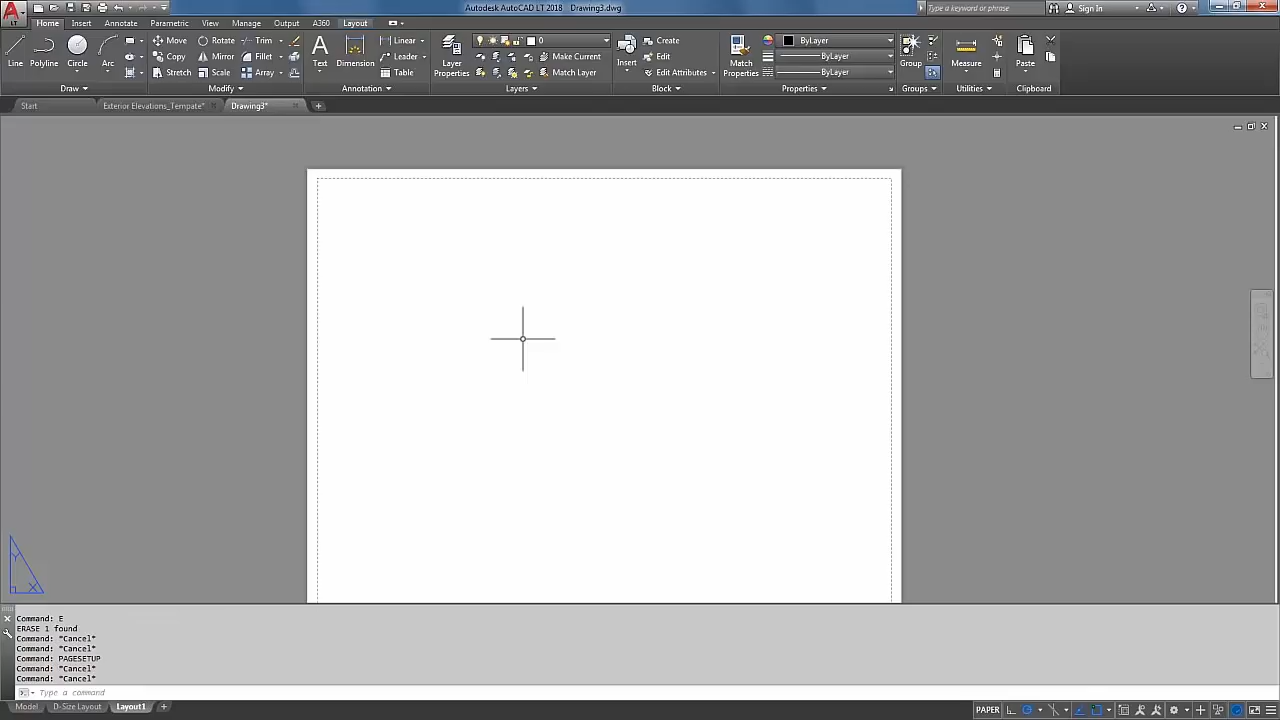 Autodesk AutoCAD LT 2018 Drawing3.dwg
Type a keyword or phrase
Sign In
LT
Home Insert Annotate Parametric View Manage Output A360 Layout
Line Polyline Circle Arc
Move Rotate Trim
Copy Mirror Fillet
Stretch Scale Array
Text Dimension
Linear
Leader
Table
Layer Properties
0
Make Current
Match Layer
Insert
Create
Edit
Edit Attributes
Match Properties
ByLayer
ByLayer
ByLayer
Group
Measure
Paste
Draw Modify Annotation Layers Block Properties Groups Utilities Clipboard
Start Exterior Elevations_Tempate* Drawing3*
Y
X
Command: E
ERASE 1 found
Command: *Cancel*
Command: *Cancel*
Command: PAGESETUP
Command: *Cancel*
Command: *Cancel*
Type a command
Model D-Size Layout Layout1
PAPER